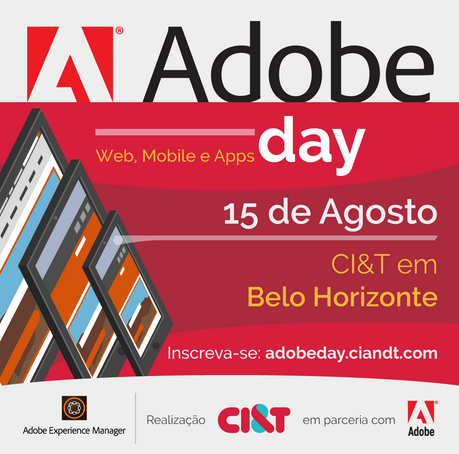 Adobe®
day
Web, Mobile e Apps
15 de Agosto
CI&T em
Belo Horizonte
Inscreva-se: adobeday.ciandt.com
Adobe Experience Manager
Realização CI&T em parceria com Adobe